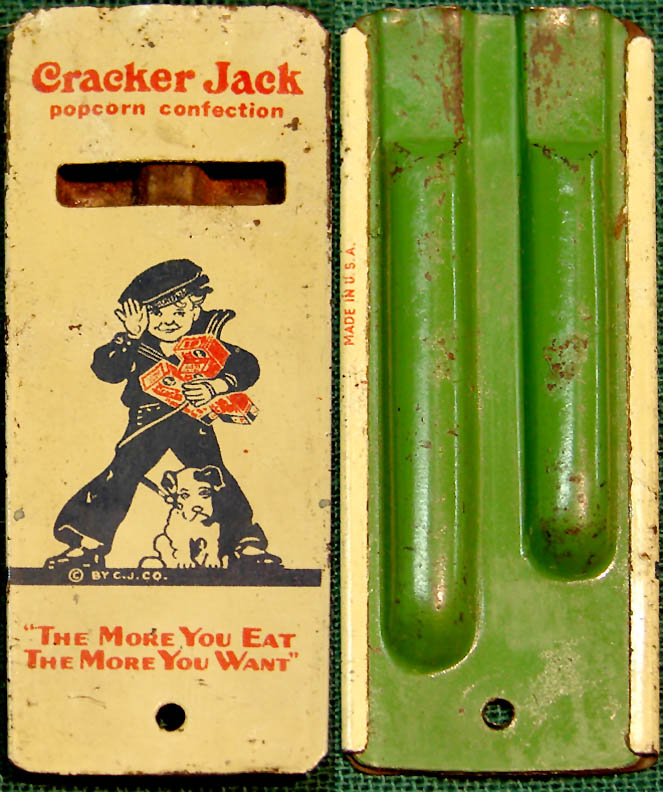 Cracker Jack
popcorn confection
© BY C.J.CO.
"THE MORE YOU EAT
THE MORE YOU WANT"
MADE IN U.S.A.